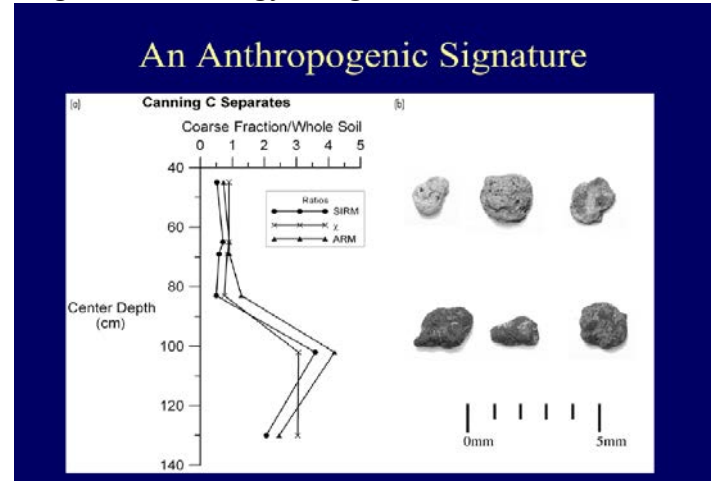 An Anthropogenic Signature
(a)
Canning C Separates
(b)
Coarse Fraction/Whole Soil
0 1 2 3 4 5
40
60
80
100
120
140
Center Depth
(cm)
Ratios
SIRM
χ
ARM
0mm 5mm